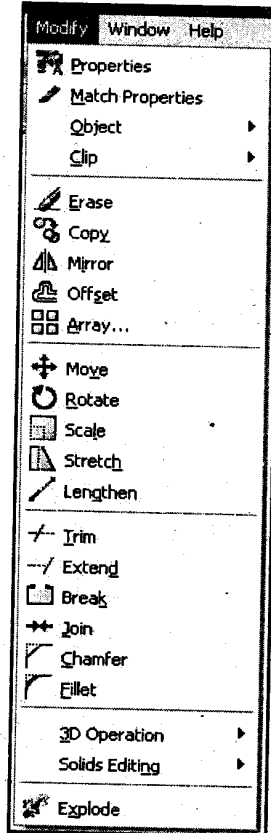 Modify Window Help
Properties
Match Properties
Object
Clip
Erase
Copy
Mirror
Offset
Array...
Move
Rotate
Scale
Stretch
Lengthen
Trim
Extend
Break
Join
Chamfer
Fillet
3D Operation
Solids Editing
Explode